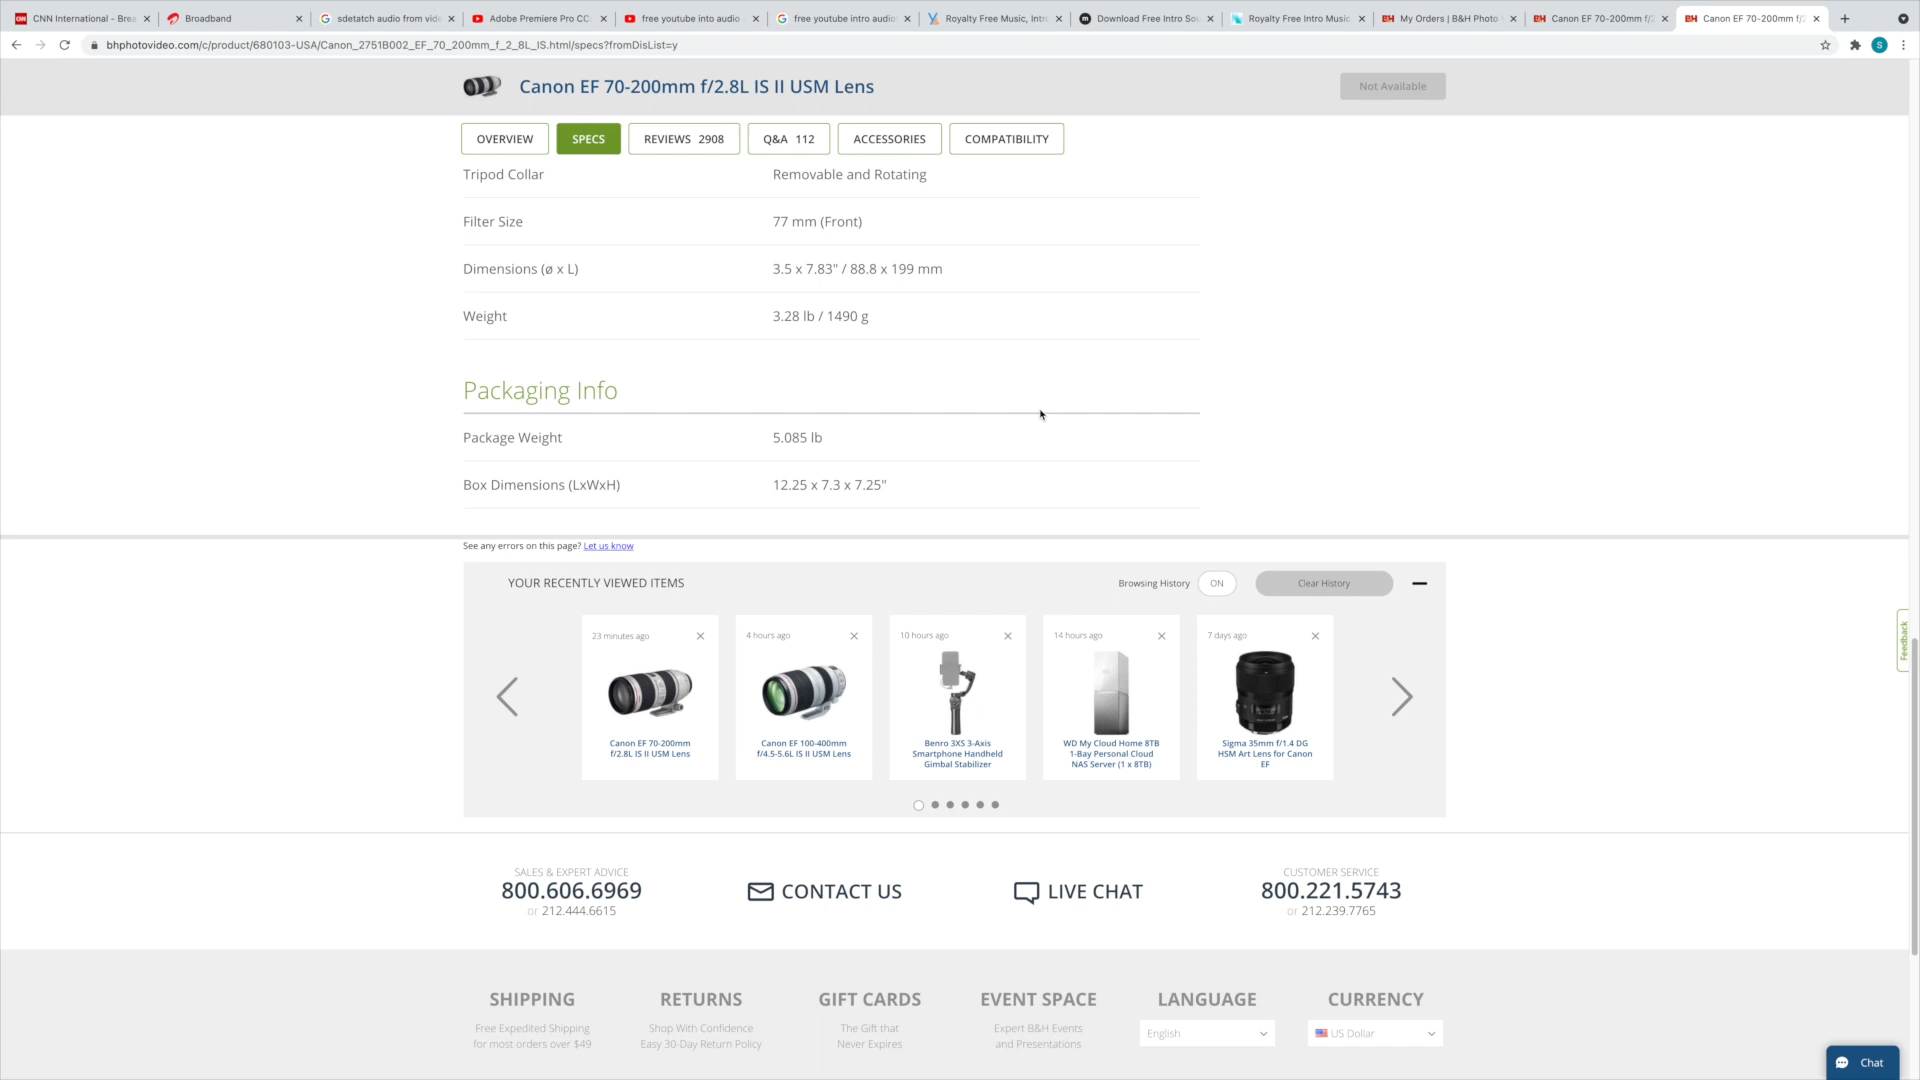 CNN International - Brea
Broadband
sdetatch audio from vide
Adobe Premiere Pro CC:
free youtube into audio -
free youtube intro audio
Royalty Free Music, Intro
Download Free Intro Sou
Royalty Free Intro Music
My Orders | B&H Photo
Canon EF 70-200mm f/2
Canon EF 70-200mm f/2
bhphotovideo.com/c/product/680103-USA/Canon_2751B002_EF_70_200mm_f_2_8L_IS.html/specs?fromDisList=y
S
Canon EF 70-200mm f/2.8L IS II USM Lens
Not Available
OVERVIEW
SPECS
REVIEWS 2908
Q&A 112
ACCESSORIES
COMPATIBILITY
Tripod Collar Removable and Rotating
Filter Size 77 mm (Front)
Dimensions (ø x L) 3.5 x 7.83" / 88.8 x 199 mm
Weight 3.28 lb / 1490 g
Packaging Info
Package Weight 5.085 lb
Box Dimensions (LxWxH) 12.25 x 7.3 x 7.25"
See any errors on this page? Let us know
YOUR RECENTLY VIEWED ITEMS
Browsing History ON
Clear History
23 minutes ago
Canon EF 70-200mm
f/2.8L IS II USM Lens
4 hours ago
Canon EF 100-400mm
f/4.5-5.6L IS II USM Lens
10 hours ago
Benro 3XS 3-Axis
Smartphone Handheld
Gimbal Stabilizer
14 hours ago
WD My Cloud Home 8TB
1-Bay Personal Cloud
NAS Server (1 x 8TB)
7 days ago
Sigma 35mm f/1.4 DG
HSM Art Lens for Canon
EF
Feedback
SALES & EXPERT ADVICE
800.606.6969
or 212.444.6615
CONTACT US
LIVE CHAT
CUSTOMER SERVICE
800.221.5743
or 212.239.7765
SHIPPING
Free Expedited Shipping
for most orders over $49
RETURNS
Shop With Confidence
Easy 30-Day Return Policy
GIFT CARDS
The Gift that
Never Expires
EVENT SPACE
Expert B&H Events
and Presentations
LANGUAGE
English
CURRENCY
US Dollar
Chat